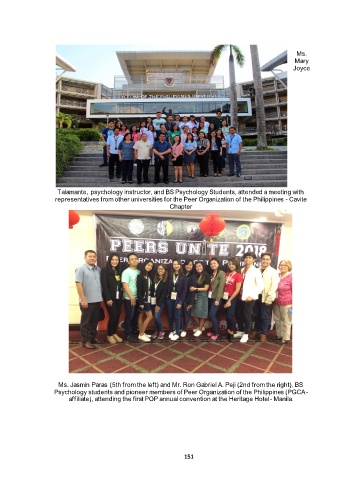 Ms.
Mary
Joyce
Talamante, psychology instructor, and BS Psychology Students, attended a meeting with
representatives from other universities for the Peer Organization of the Philippines - Cavite
Chapter
PEERS UNITE 2018
Ms. Jasmin Paras (5th from the left) and Mr. Ron Gabriel A. Peji (2nd from the right), BS
Psychology students and pioneer members of Peer Organization of the Philippines (PGCA-
affiliate), attending the first POP annual convention at the Heritage Hotel - Manila
151